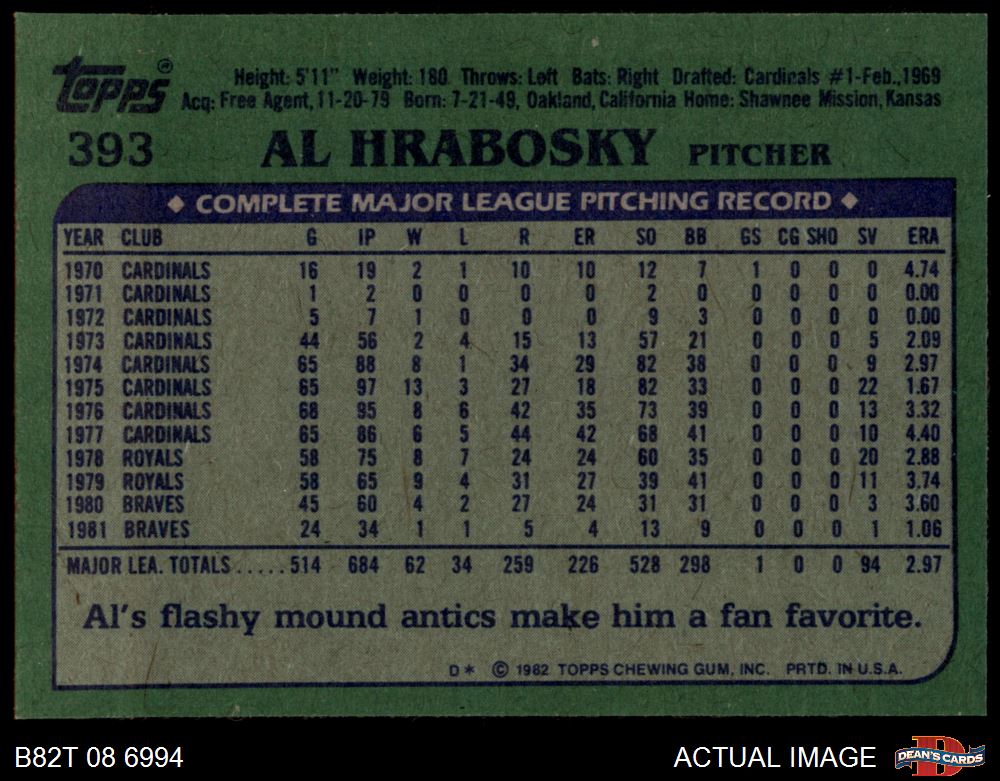 topps®
Height: 5'11" Weight: 180 Throws: Left Bats: Right Drafted: Cardinals #1-Feb., 1969
Acq: Free Agent, 11-20-79 Born: 7-21-49, Oakland, California Home: Shawnee Mission, Kansas
393 AL HRABOSKY PITCHER
◆ COMPLETE MAJOR LEAGUE PITCHING RECORD ◆
YEAR CLUB G IP W L R ER SO BB GS CG SHO SV ERA
1970 CARDINALS 16 19 2 1 10 10 12 7 1 0 0 0 4.74
1971 CARDINALS 1 2 0 0 0 0 2 0 0 0 0 0 0.00
1972 CARDINALS 5 7 1 0 0 0 9 3 0 0 0 0 0.00
1973 CARDINALS 44 56 2 4 15 13 57 21 0 0 0 5 2.09
1974 CARDINALS 65 88 8 1 34 29 82 38 0 0 0 9 2.97
1975 CARDINALS 65 97 13 3 27 18 82 33 0 0 0 22 1.67
1976 CARDINALS 68 95 8 6 42 35 73 39 0 0 0 13 3.32
1977 CARDINALS 65 86 6 5 44 42 68 41 0 0 0 10 4.40
1978 ROYALS 58 75 8 7 24 24 60 35 0 0 0 20 2.88
1979 ROYALS 58 65 9 4 31 27 39 41 0 0 0 11 3.74
1980 BRAVES 45 60 4 2 27 24 31 31 0 0 0 3 3.60
1981 BRAVES 24 34 1 1 5 4 13 9 0 0 0 1 1.06
MAJOR LEA. TOTALS.....514 684 62 34 259 226 528 298 1 0 0 94 2.97
Al's flashy mound antics make him a fan favorite.
D* © 1982 TOPPS CHEWING GUM, INC. PRTD. IN U.S.A.
B82T 08 6994 ACTUAL IMAGE DEAN'S CARDS